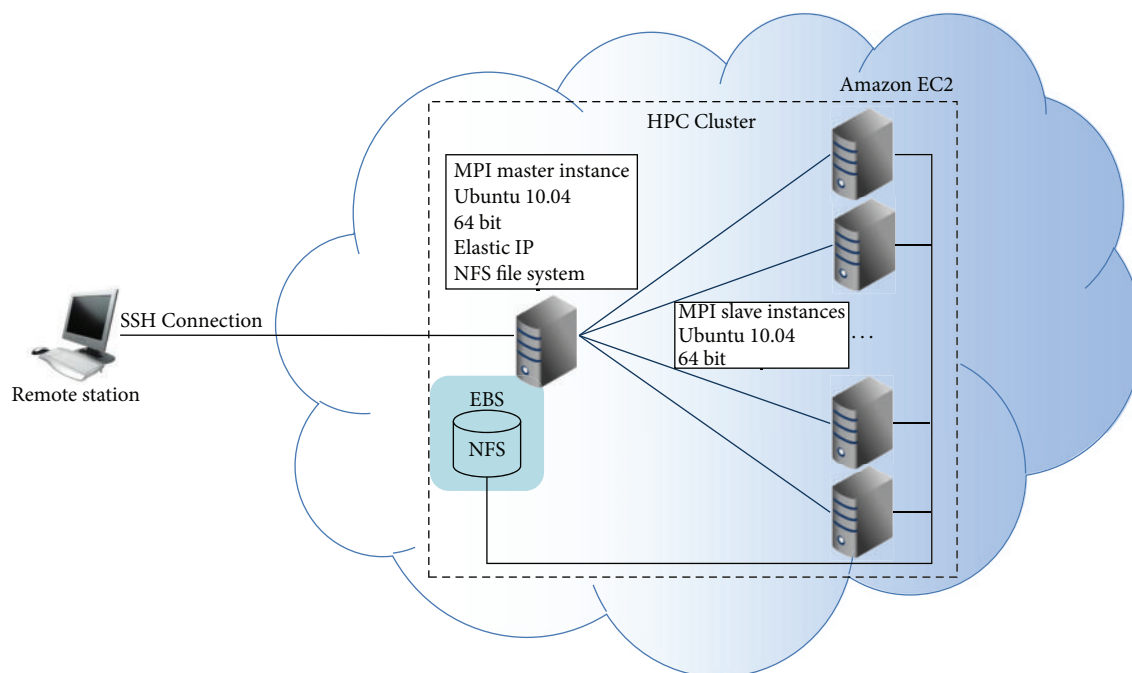 Amazon EC2
HPC Cluster
MPI master instance
Ubuntu 10.04
64 bit
Elastic IP
NFS file system
SSH Connection
Remote station
MPI slave instances
Ubuntu 10.04
64 bit
...
EBS
NFS